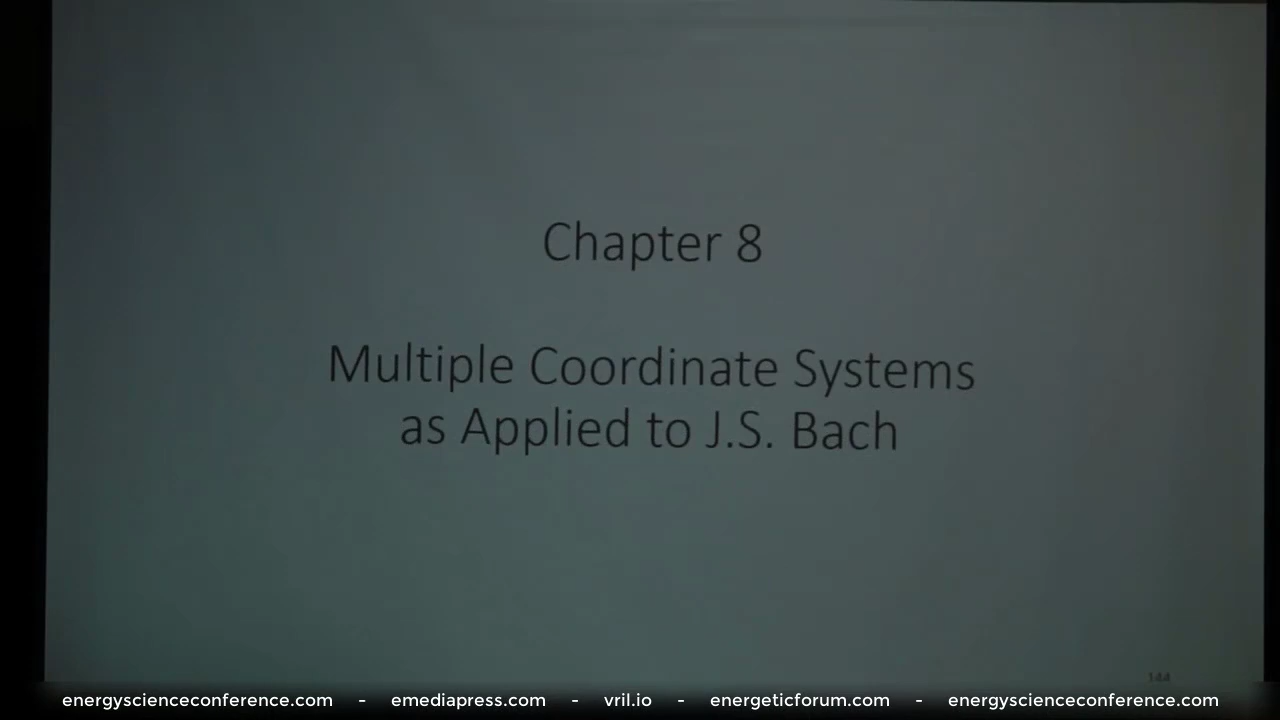 Chapter 8
Multiple Coordinate Systems
as Applied to J.S. Bach
144
energyscienceconference.com - emediapress.com - vril.io - energeticforum.com - energyscienceconference.com